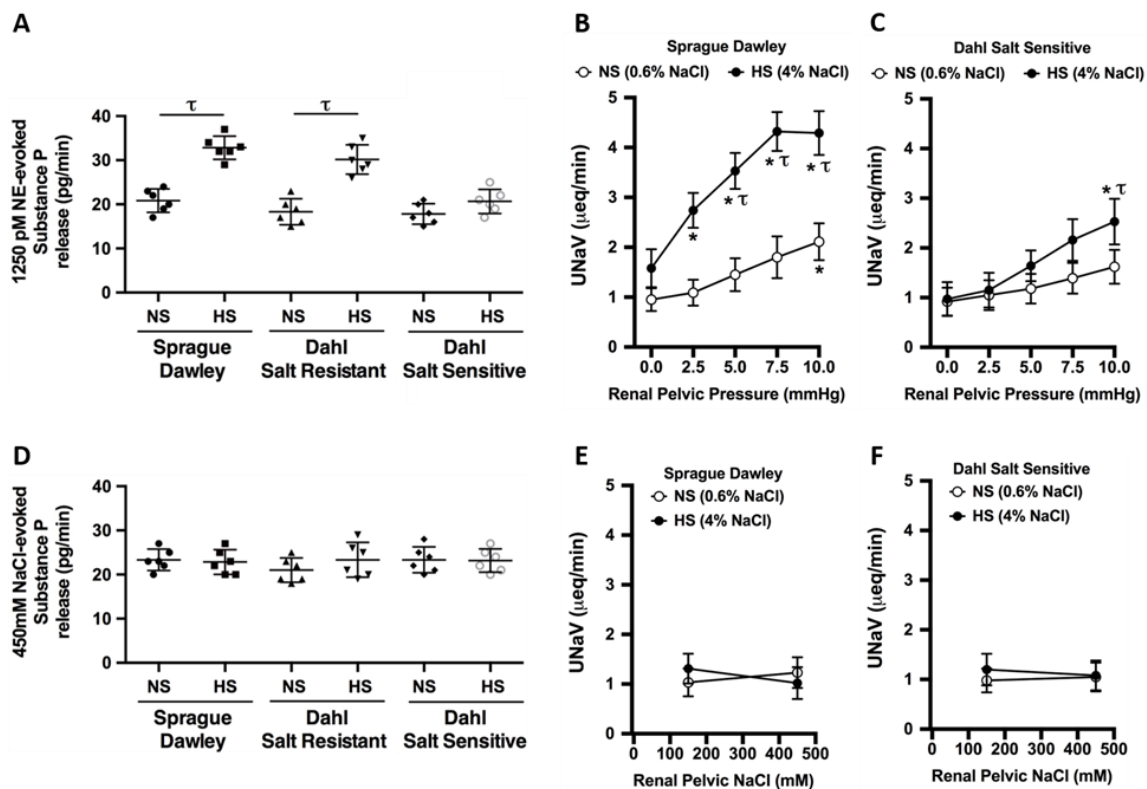 A
1250 pM NE-evoked
Substance P
release (pg/min)
40
30
20
10
0
τ
τ
NS
HS
NS
HS
NS
HS
Sprague
Dawley
Dahl
Salt Resistant
Dahl
Salt Sensitive
B
Sprague Dawley
NS (0.6% NaCl)
HS (4% NaCl)
UNaV (μeq/min)
5
4
3
2
1
0
*
* τ
* τ
* τ
*
0.0
2.5
5.0
7.5
10.0
Renal Pelvic Pressure (mmHg)
C
Dahl Salt Sensitive
NS (0.6% NaCl)
HS (4% NaCl)
UNaV (μeq/min)
5
4
3
2
1
0
* τ
0.0
2.5
5.0
7.5
10.0
Renal Pelvic Pressure (mmHg)
D
450mM NaCl-evoked
Substance P
release (pg/min)
40
30
20
10
0
NS
HS
NS
HS
NS
HS
Sprague
Dawley
Dahl
Salt Resistant
Dahl
Salt Sensitive
E
Sprague Dawley
NS (0.6% NaCl)
HS (4% NaCl)
UNaV (μeq/min)
5
4
3
2
1
0
0 100 200 300 400 500
Renal Pelvic NaCl (mM)
F
Dahl Salt Sensitive
NS (0.6% NaCl)
HS (4% NaCl)
UNaV (μeq/min)
5
4
3
2
1
0
0 100 200 300 400 500
Renal Pelvic NaCl (mM)